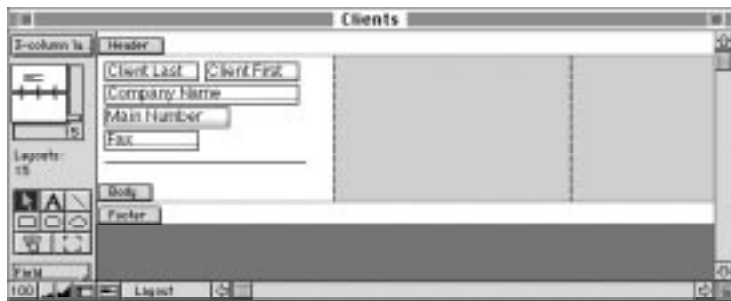 Clients
3-column la
Header
Client Last Client First
Company Name
Main Number
Fax
15
Layouts:
15
Body
A
Footer
Field
100 Layout